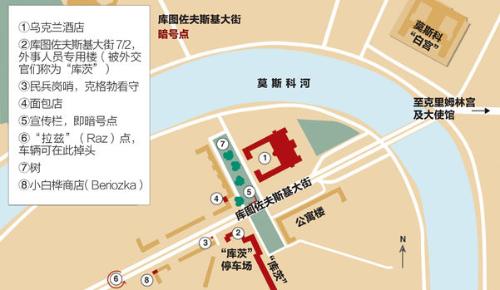 ①乌克兰酒店
②库图佐夫斯基大街7/2，
外事人员专用楼（被外交
官们称为“库茨”）
③民兵岗哨，克格勃看守
④面包店
⑤宣传栏，即暗号点
⑥“拉兹”（Raz）点，
车辆可在此掉头
⑦树
⑧小白桦商店（Beriozka）
库图佐夫斯基大街
暗号点
莫斯科
“白宫”
莫斯科河
至克里姆林宫
及大使馆
⑦
①
⑤
④
库图佐夫斯基大街
公寓楼
③
②
“库茨”
停车场
“库茨”
⑥
⑧
N